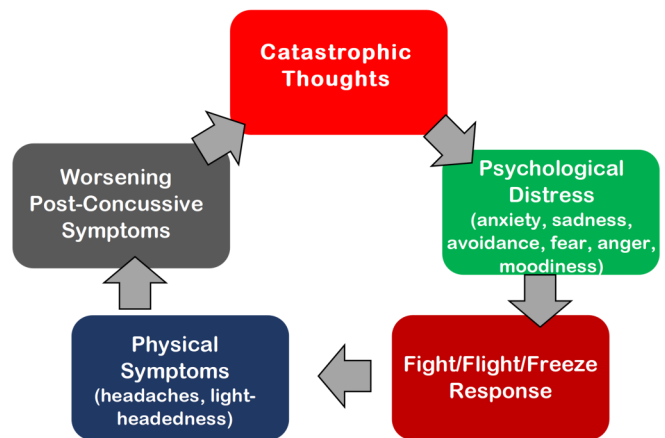 Catastrophic
Thoughts
Psychological
Distress
(anxiety, sadness,
avoidance, fear, anger,
moodiness)
Fight/Flight/Freeze
Response
Physical
Symptoms
(headaches, light-
headedness)
Worsening
Post-Concussive
Symptoms